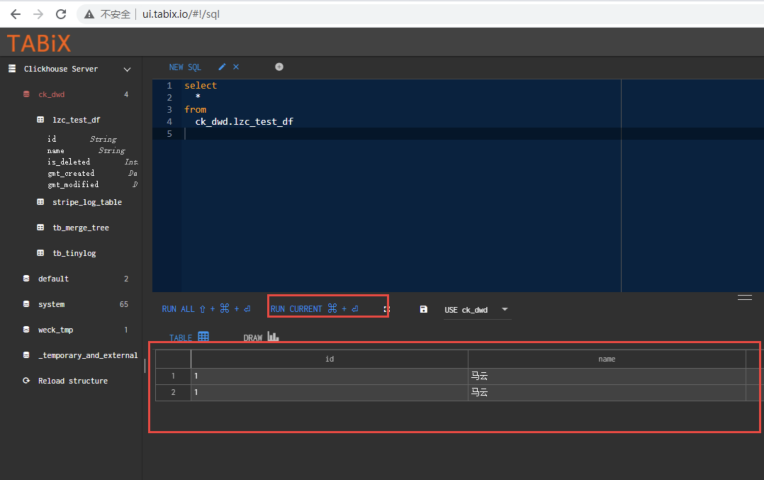 不安全 | ui.tabix.io/#!/sql
TABiX
Clickhouse Server
ck_dwd 4
lzc_test_df
id String
name String
is_deleted Int
gmt_created Da
gmt_modified D
stripe_log_table
tb_merge_tree
tb_tinylog
default 2
system 65
weck_tmp 1
_temporary_and_external
Reload structure
NEW SQL
1 select
2 *
3 from
4 ck_dwd.lzc_test_df
5
RUN ALL ⇧ + ⌘ + ⏎ RUN CURRENT ⌘ + ⏎ USE ck_dwd
TABLE DRAW
id name
1 1 马云
2 1 马云